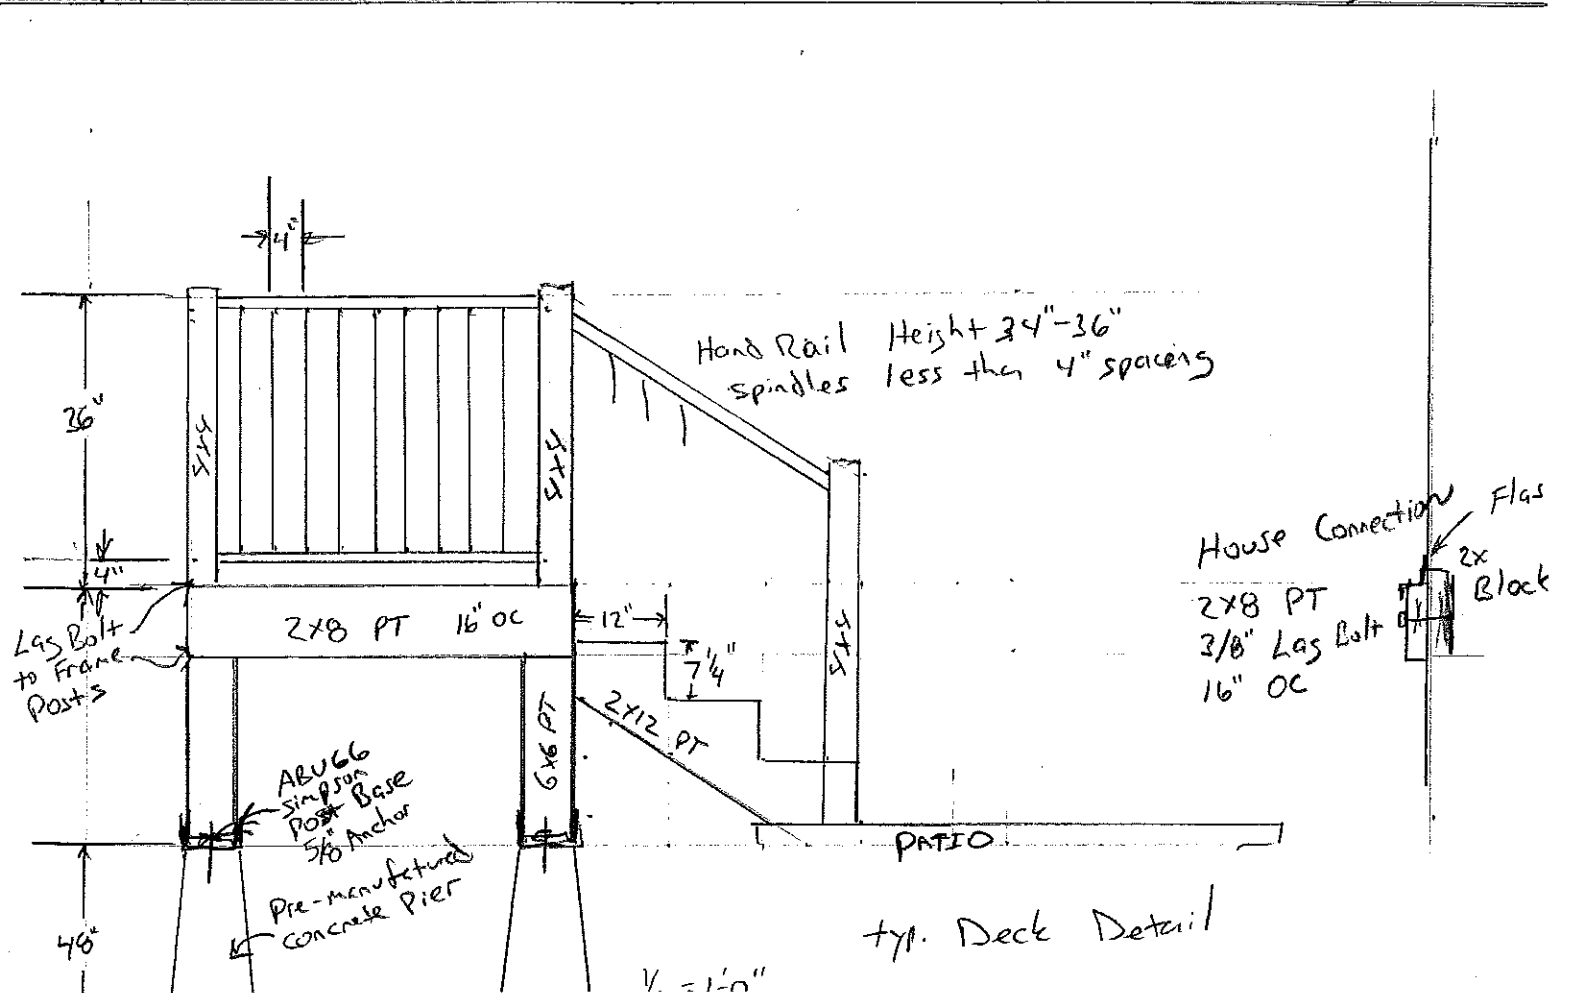 4"
36"
4"
4x4
4x4
Hand Rail Height 34"-36"
spindles less than 4" spacing
Lag Bolt
to Frame
Posts
2x8 PT 16" OC
12"
7 1/4"
2x12 PT
4x4
6x6 PT
ABU66
Simpson
Post Base
5/8" Anchor
Pre-manufactured
concrete Pier
48"
PATIO
House Connection
2x8 PT
3/8" Lag Bolt
16" OC
Flas
2x
Block
typ. Deck Detail
=1'-0"